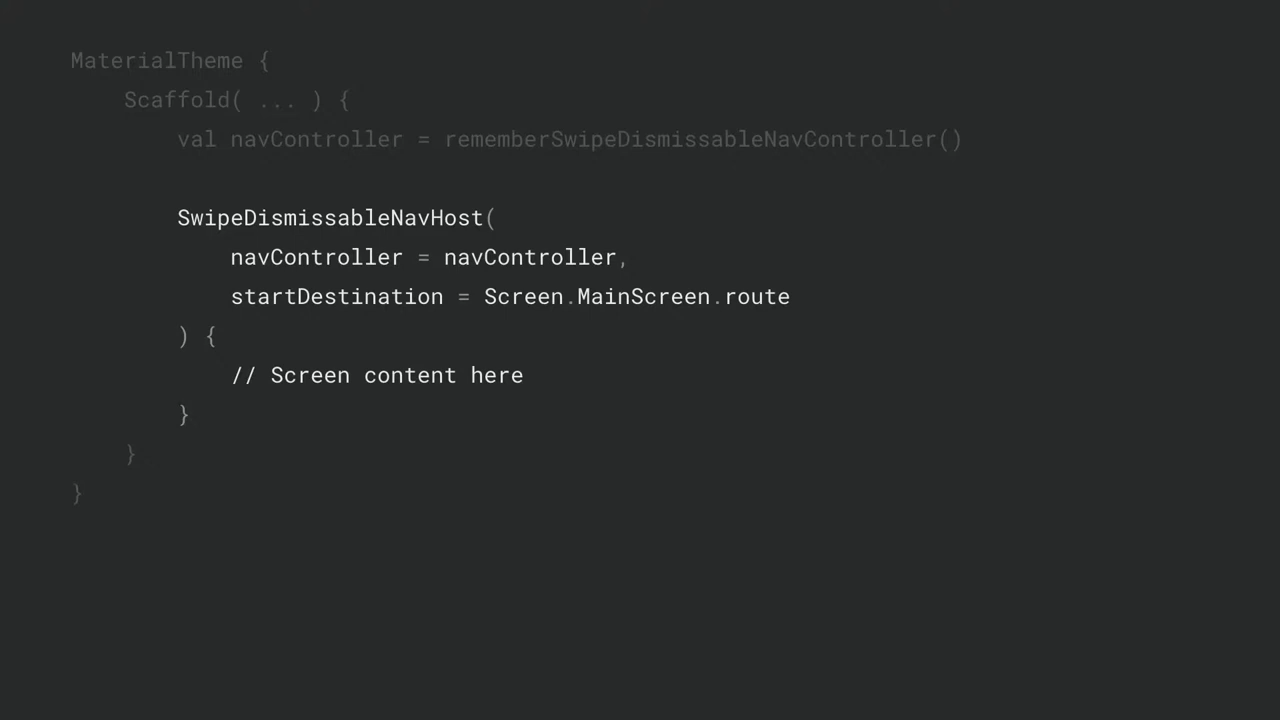 MaterialTheme {
    Scaffold( ... ) {
        val navController = rememberSwipeDismissableNavController()

        SwipeDismissableNavHost(
            navController = navController,
            startDestination = Screen.MainScreen.route
        ) {
            // Screen content here
        }
    }
}